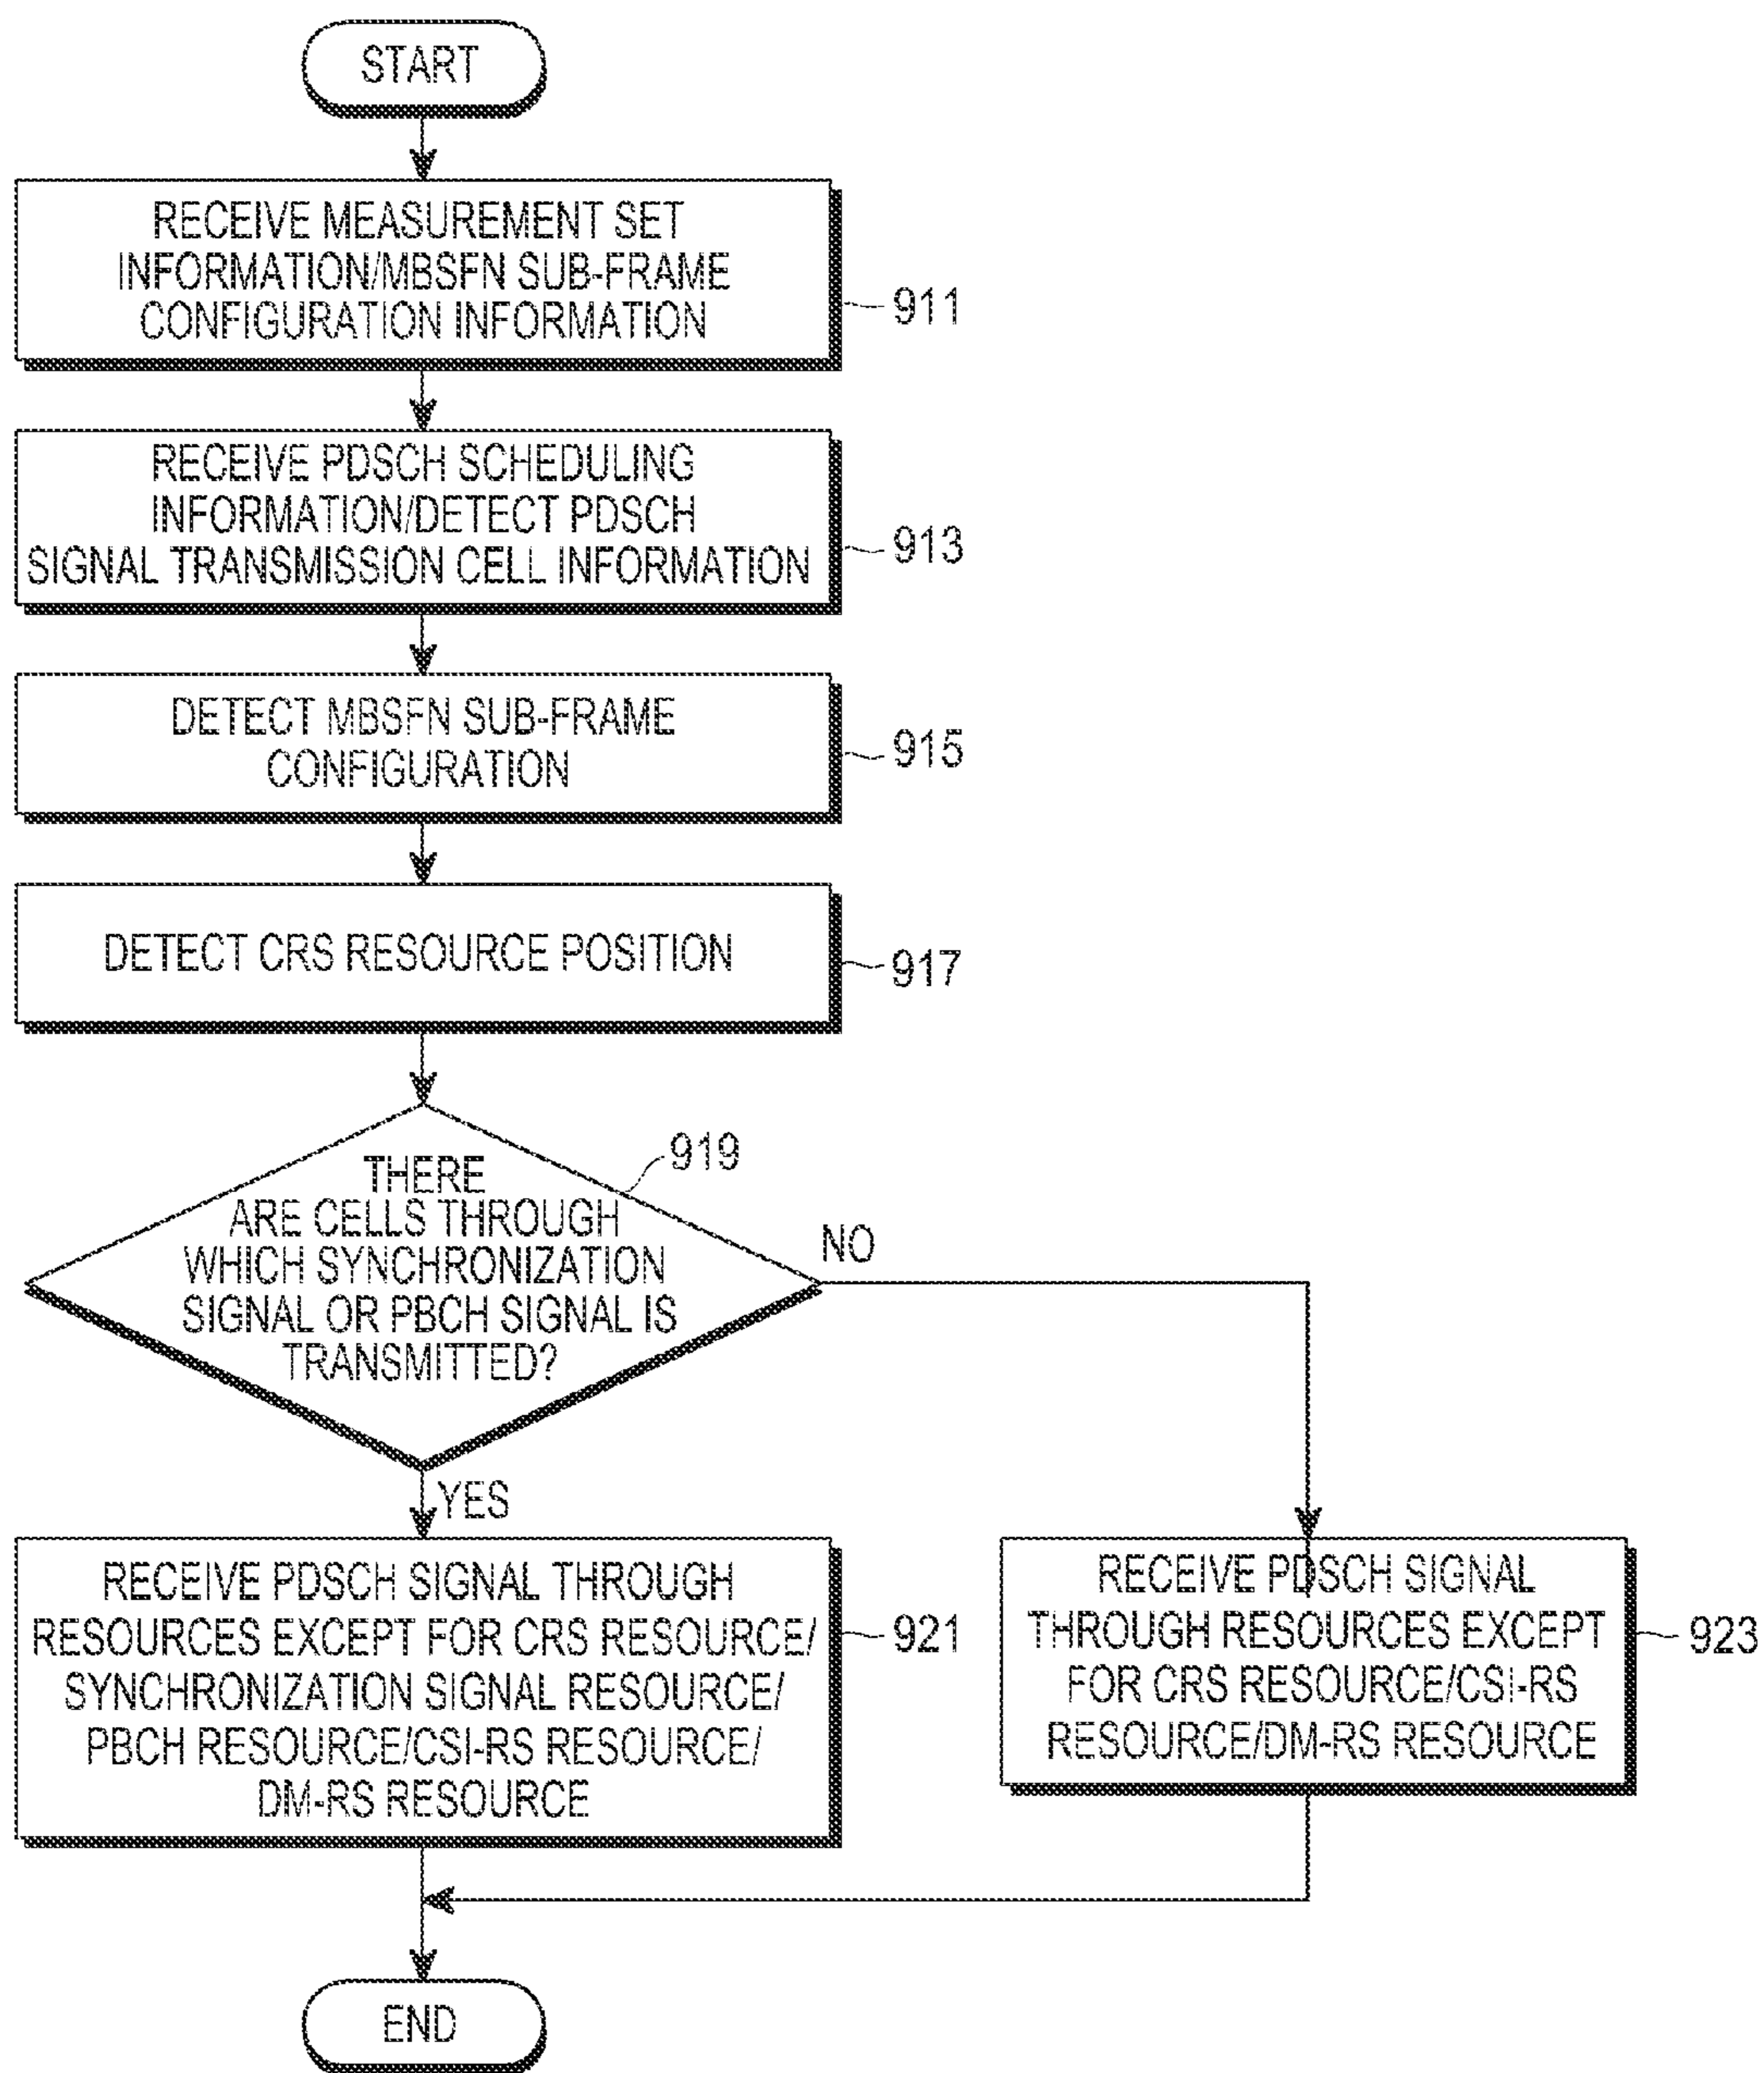 START
RECEIVE MEASUREMENT SET
INFORMATION/MBSFN SUB-FRAME
CONFIGURATION INFORMATION
911
RECEIVE PDSCH SCHEDULING
INFORMATION/DETECT PDSCH
SIGNAL TRANSMISSION CELL INFORMATION
913
DETECT MBSFN SUB-FRAME
CONFIGURATION
915
DETECT CRS RESOURCE POSITION
917
919
THERE
ARE CELLS THROUGH
WHICH SYNCHRONIZATION
SIGNAL OR PBCH SIGNAL IS
TRANSMITTED?
NO
YES
RECEIVE PDSCH SIGNAL THROUGH
RESOURCES EXCEPT FOR CRS RESOURCE/
SYNCHRONIZATION SIGNAL RESOURCE/
PBCH RESOURCE/CSI-RS RESOURCE/
DM-RS RESOURCE
921
RECEIVE PDSCH SIGNAL
THROUGH RESOURCES EXCEPT
FOR CRS RESOURCE/CSI-RS
RESOURCE/DM-RS RESOURCE
923
END